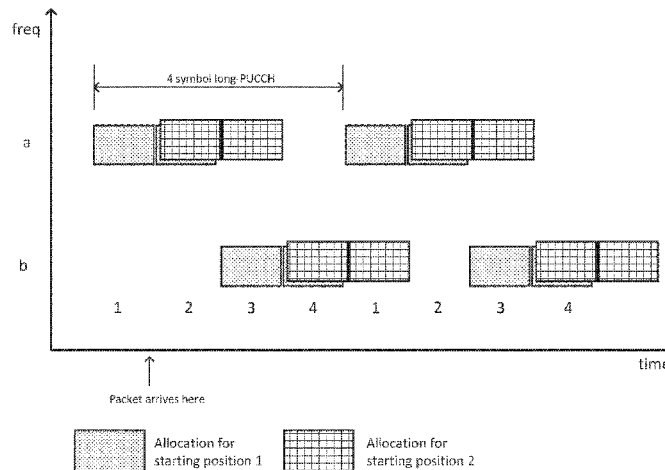 freq
4 symbol long-PUCCH
a
b
1 2 3 4 1 2 3 4
time
Packet arrives here
Allocation for
starting position 1
Allocation for
starting position 2